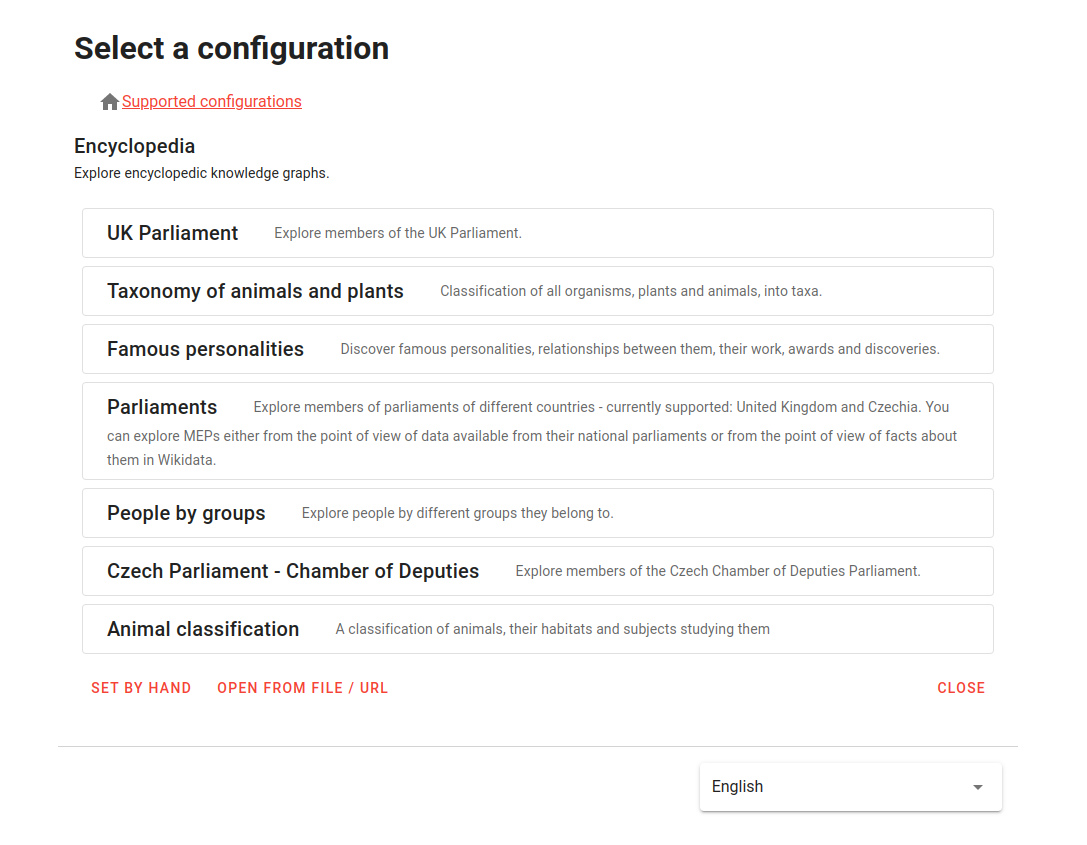 Select a configuration
Supported configurations
Encyclopedia
Explore encyclopedic knowledge graphs.
UK Parliament Explore members of the UK Parliament.
Taxonomy of animals and plants Classification of all organisms, plants and animals, into taxa.
Famous personalities Discover famous personalities, relationships between them, their work, awards and discoveries.
Parliaments Explore members of parliaments of different countries - currently supported: United Kingdom and Czechia. You
can explore MEPs either from the point of view of data available from their national parliaments or from the point of view of facts about
them in Wikidata.
People by groups Explore people by different groups they belong to.
Czech Parliament - Chamber of Deputies Explore members of the Czech Chamber of Deputies Parliament.
Animal classification A classification of animals, their habitats and subjects studying them
SET BY HAND OPEN FROM FILE / URL CLOSE
English